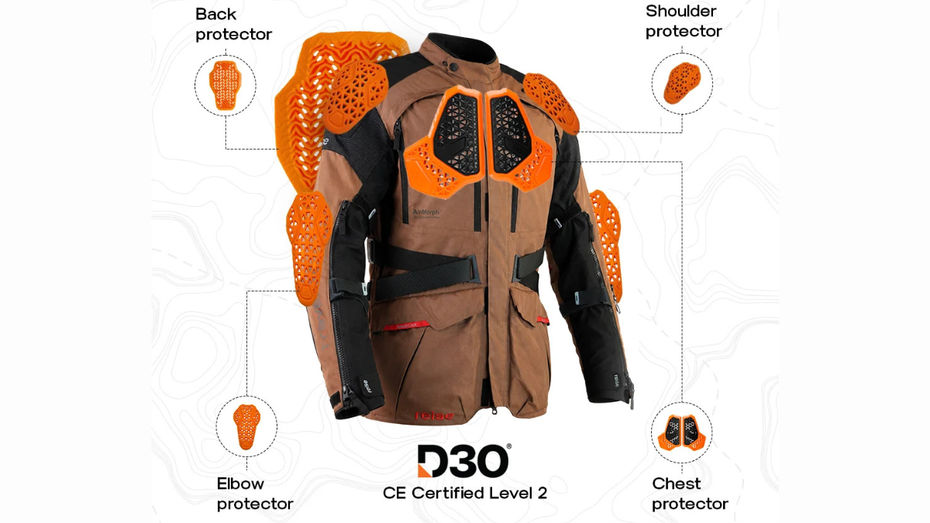 Back
protector
Shoulder
protector
Elbow
protector
Chest
protector
D3O®
CE Certified Level 2